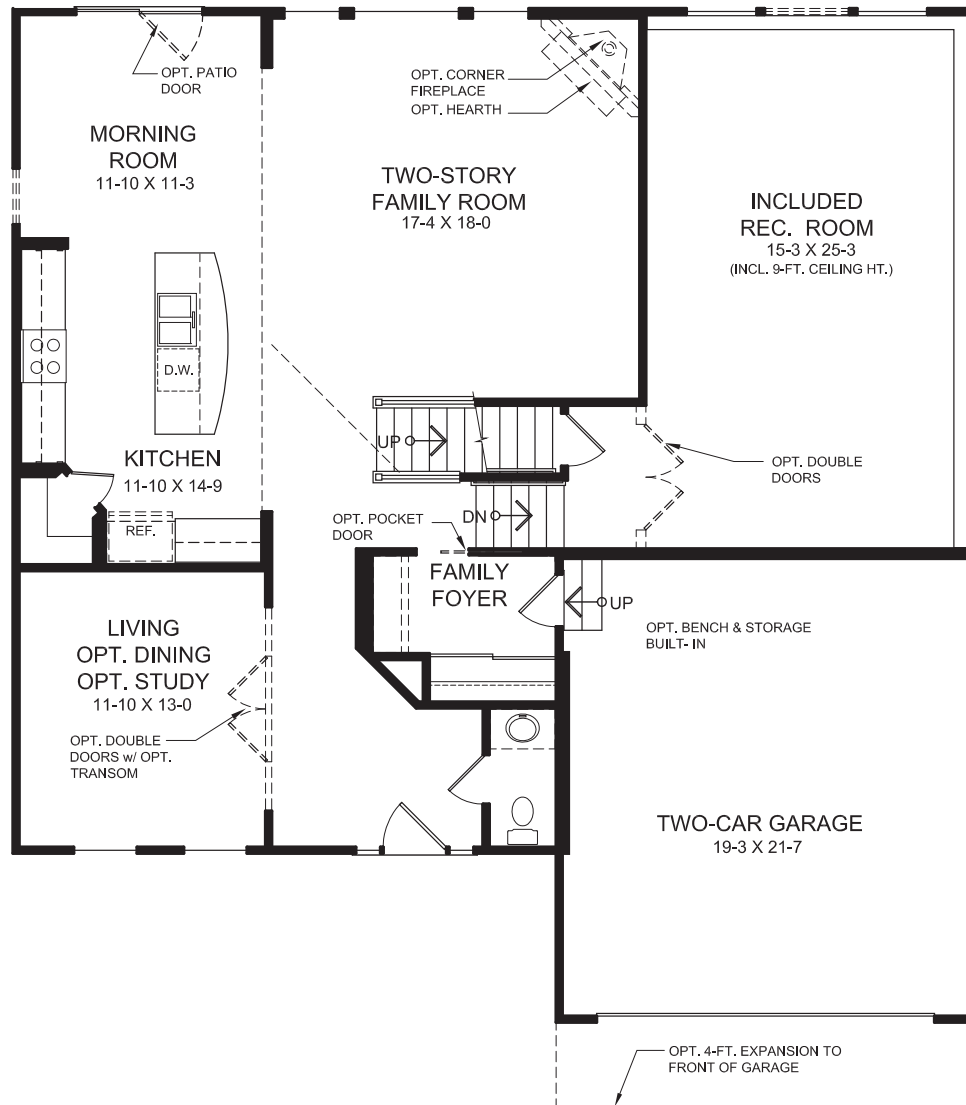 OPT. PATIO
DOOR
OPT. CORNER
FIREPLACE
OPT. HEARTH
MORNING
ROOM
11-10 X 11-3
TWO-STORY
FAMILY ROOM
17-4 X 18-0
INCLUDED
REC. ROOM
15-3 X 25-3
(INCL. 9-FT. CEILING HT.)
D.W.
KITCHEN
11-10 X 14-9
REF.
UP
OPT. DOUBLE
DOORS
DN
OPT. POCKET
DOOR
FAMILY
FOYER
UP
OPT. BENCH & STORAGE
BUILT- IN
LIVING
OPT. DINING
OPT. STUDY
11-10 X 13-0
OPT. DOUBLE
DOORS w/ OPT.
TRANSOM
TWO-CAR GARAGE
19-3 X 21-7
OPT. 4-FT. EXPANSION TO
FRONT OF GARAGE